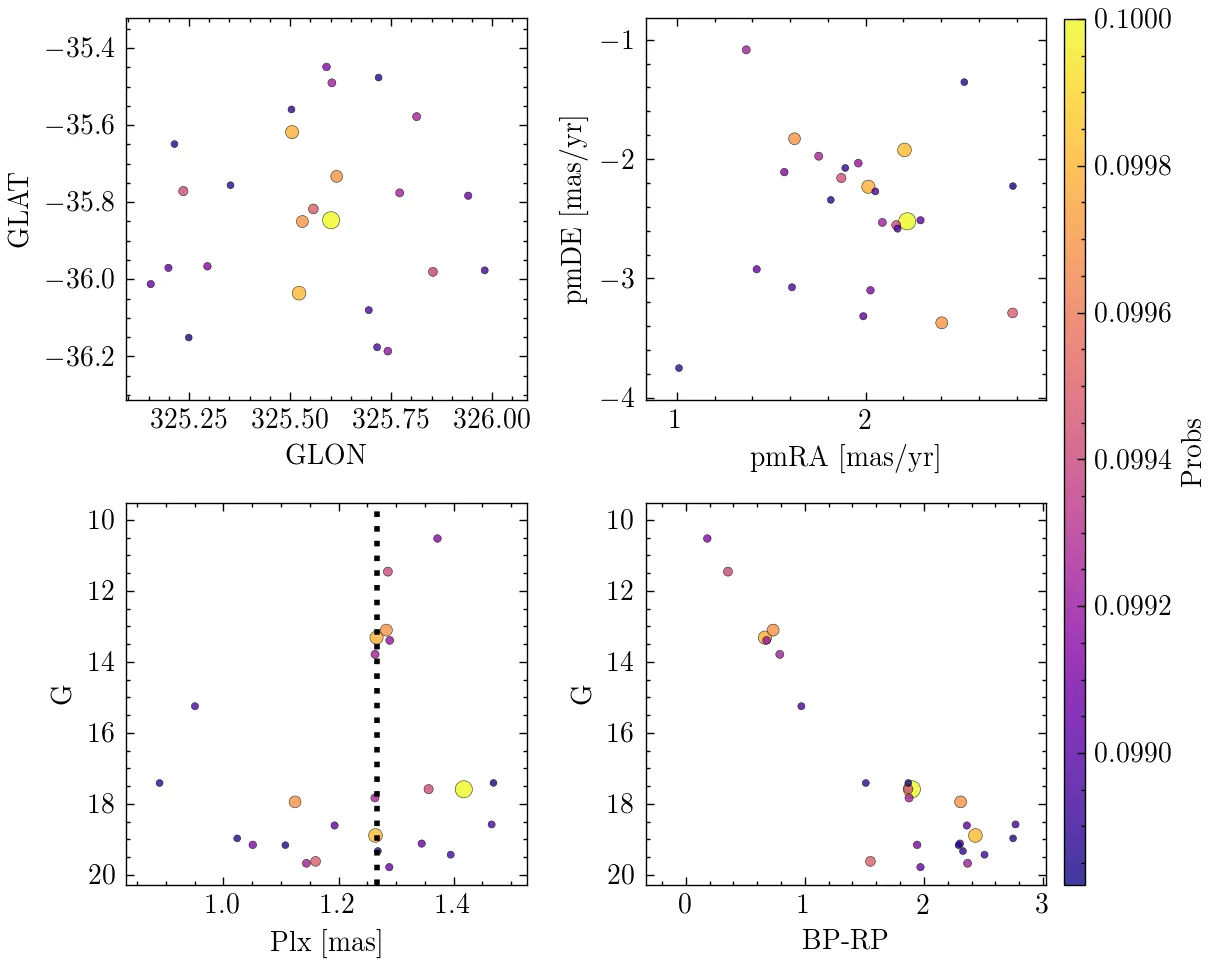 −35.4
−35.6
−35.8
−36.0
−36.2
GLAT
325.25 325.50 325.75 326.00
GLON
−1
−2
−3
−4
pmDE [mas/yr]
1 2
pmRA [mas/yr]
10
12
14
16
18
20
G
1.0 1.2 1.4
Plx [mas]
10
12
14
16
18
20
G
0 1 2 3
BP-RP
0.1000
0.0998
0.0996
0.0994
0.0992
0.0990
Probs